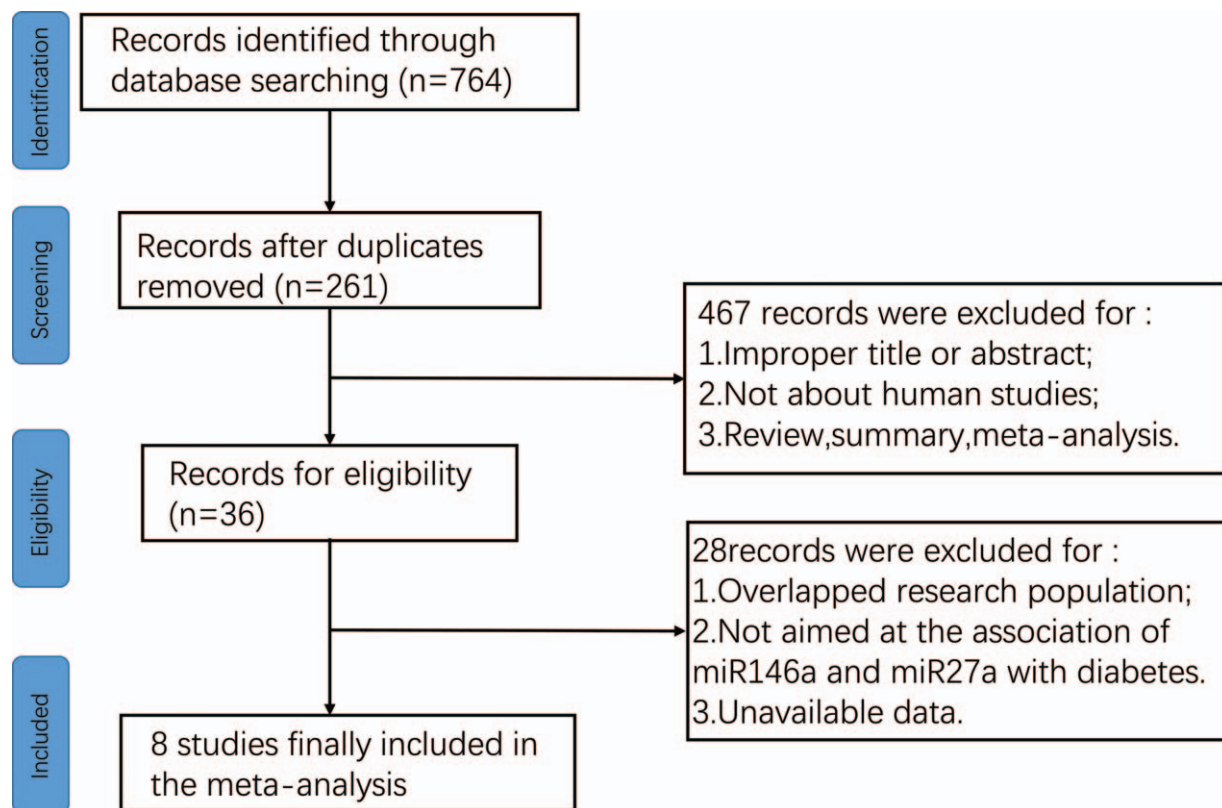 Identification
Records identified through
database searching (n=764)
Screening
Records after duplicates
removed (n=261)
467 records were excluded for :
1.Improper title or abstract;
2.Not about human studies;
3.Review,summary,meta-analysis.
Eligibility
Records for eligibility
(n=36)
28records were excluded for :
1.Overlapped research population;
2.Not aimed at the association of
miR146a and miR27a with diabetes.
3.Unavailable data.
Included
8 studies finally included in
the meta-analysis